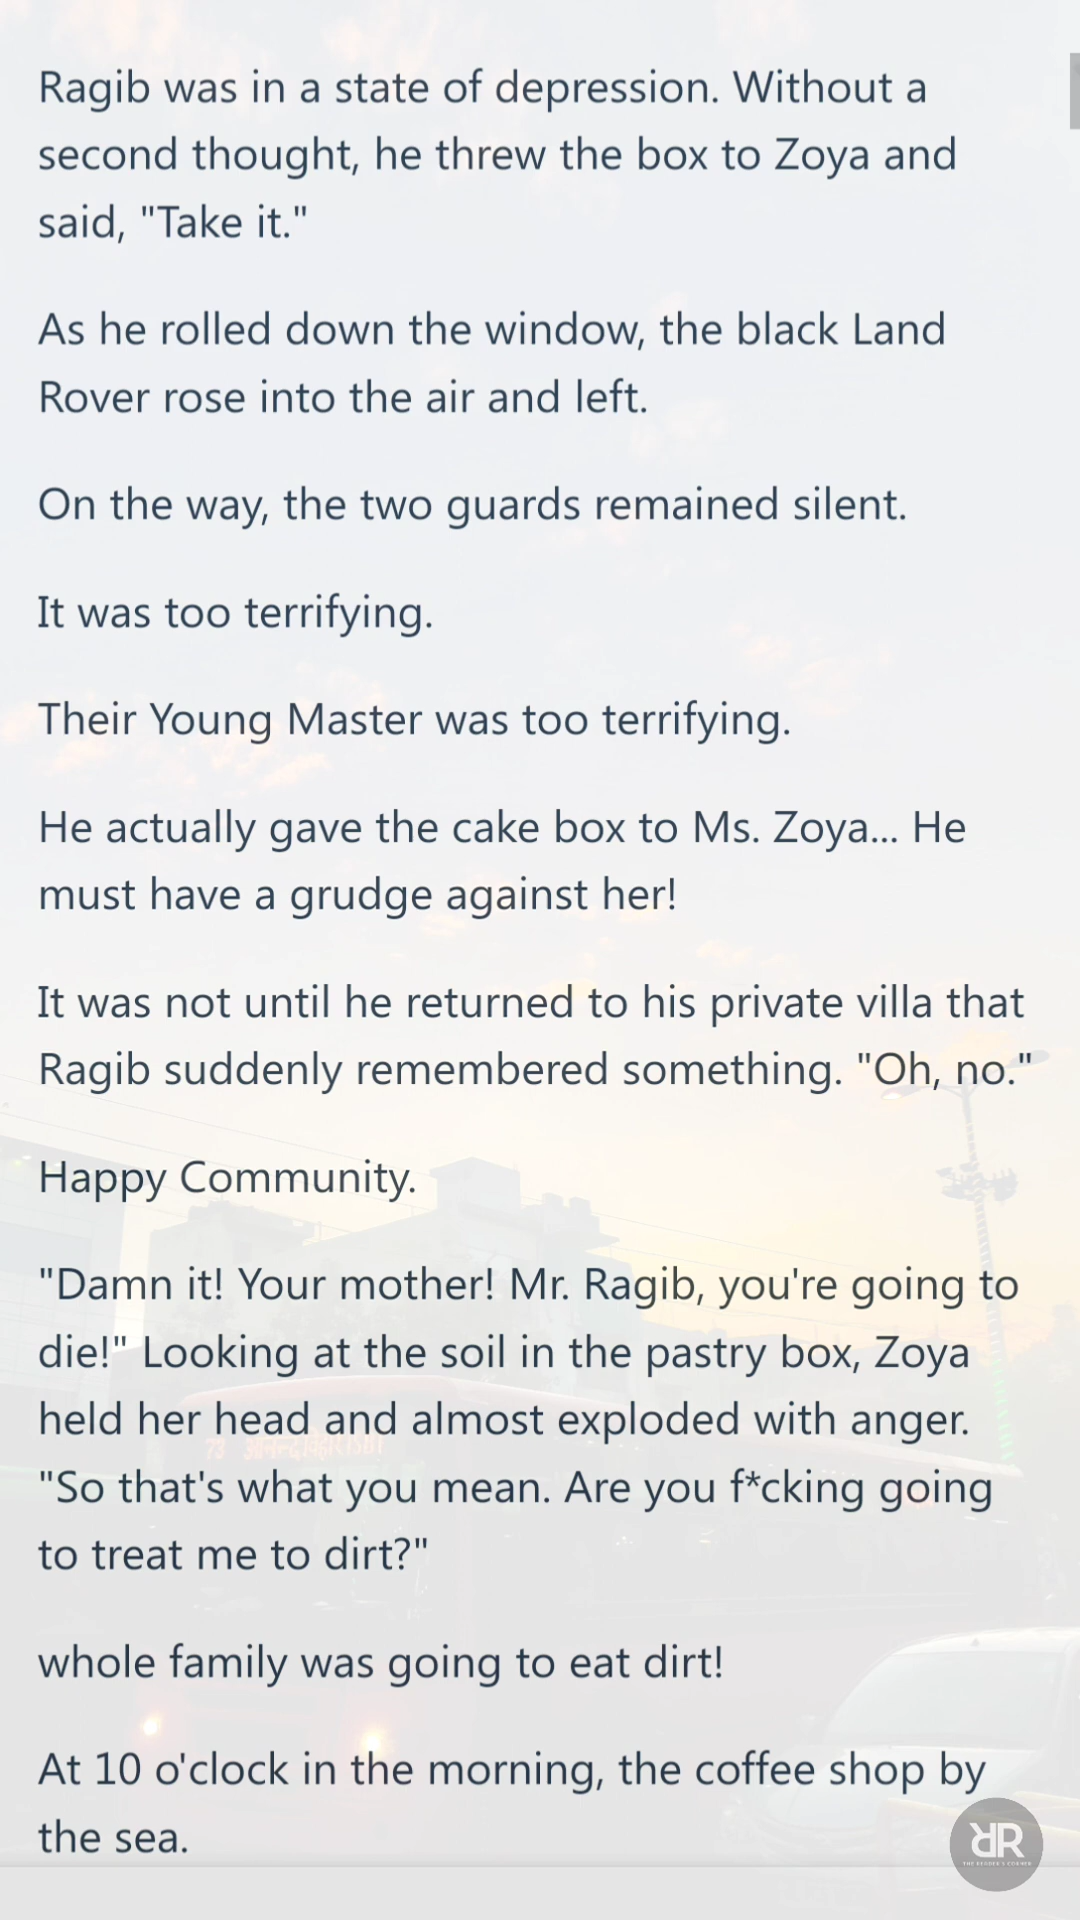 Ragib was in a state of depression. Without a
second thought, he threw the box to Zoya and
said, "Take it."
As he rolled down the window, the black Land
Rover rose into the air and left.
On the way, the two guards remained silent.
It was too terrifying.
Their Young Master was too terrifying.
He actually gave the cake box to Ms. Zoya... He
must have a grudge against her!
It was not until he returned to his private villa that
Ragib suddenly remembered something. "Oh, no."
Happy Community.
"Damn it! Your mother! Mr. Ragib, you're going to
die!" Looking at the soil in the pastry box, Zoya
held her head and almost exploded with anger.
73
"So that's what you mean. Are you f*cking going
to treat me to dirt?"
whole family was going to eat dirt!
At 10 o'clock in the morning, the coffee shop by
the sea.
RR
THE READER'S CORNER